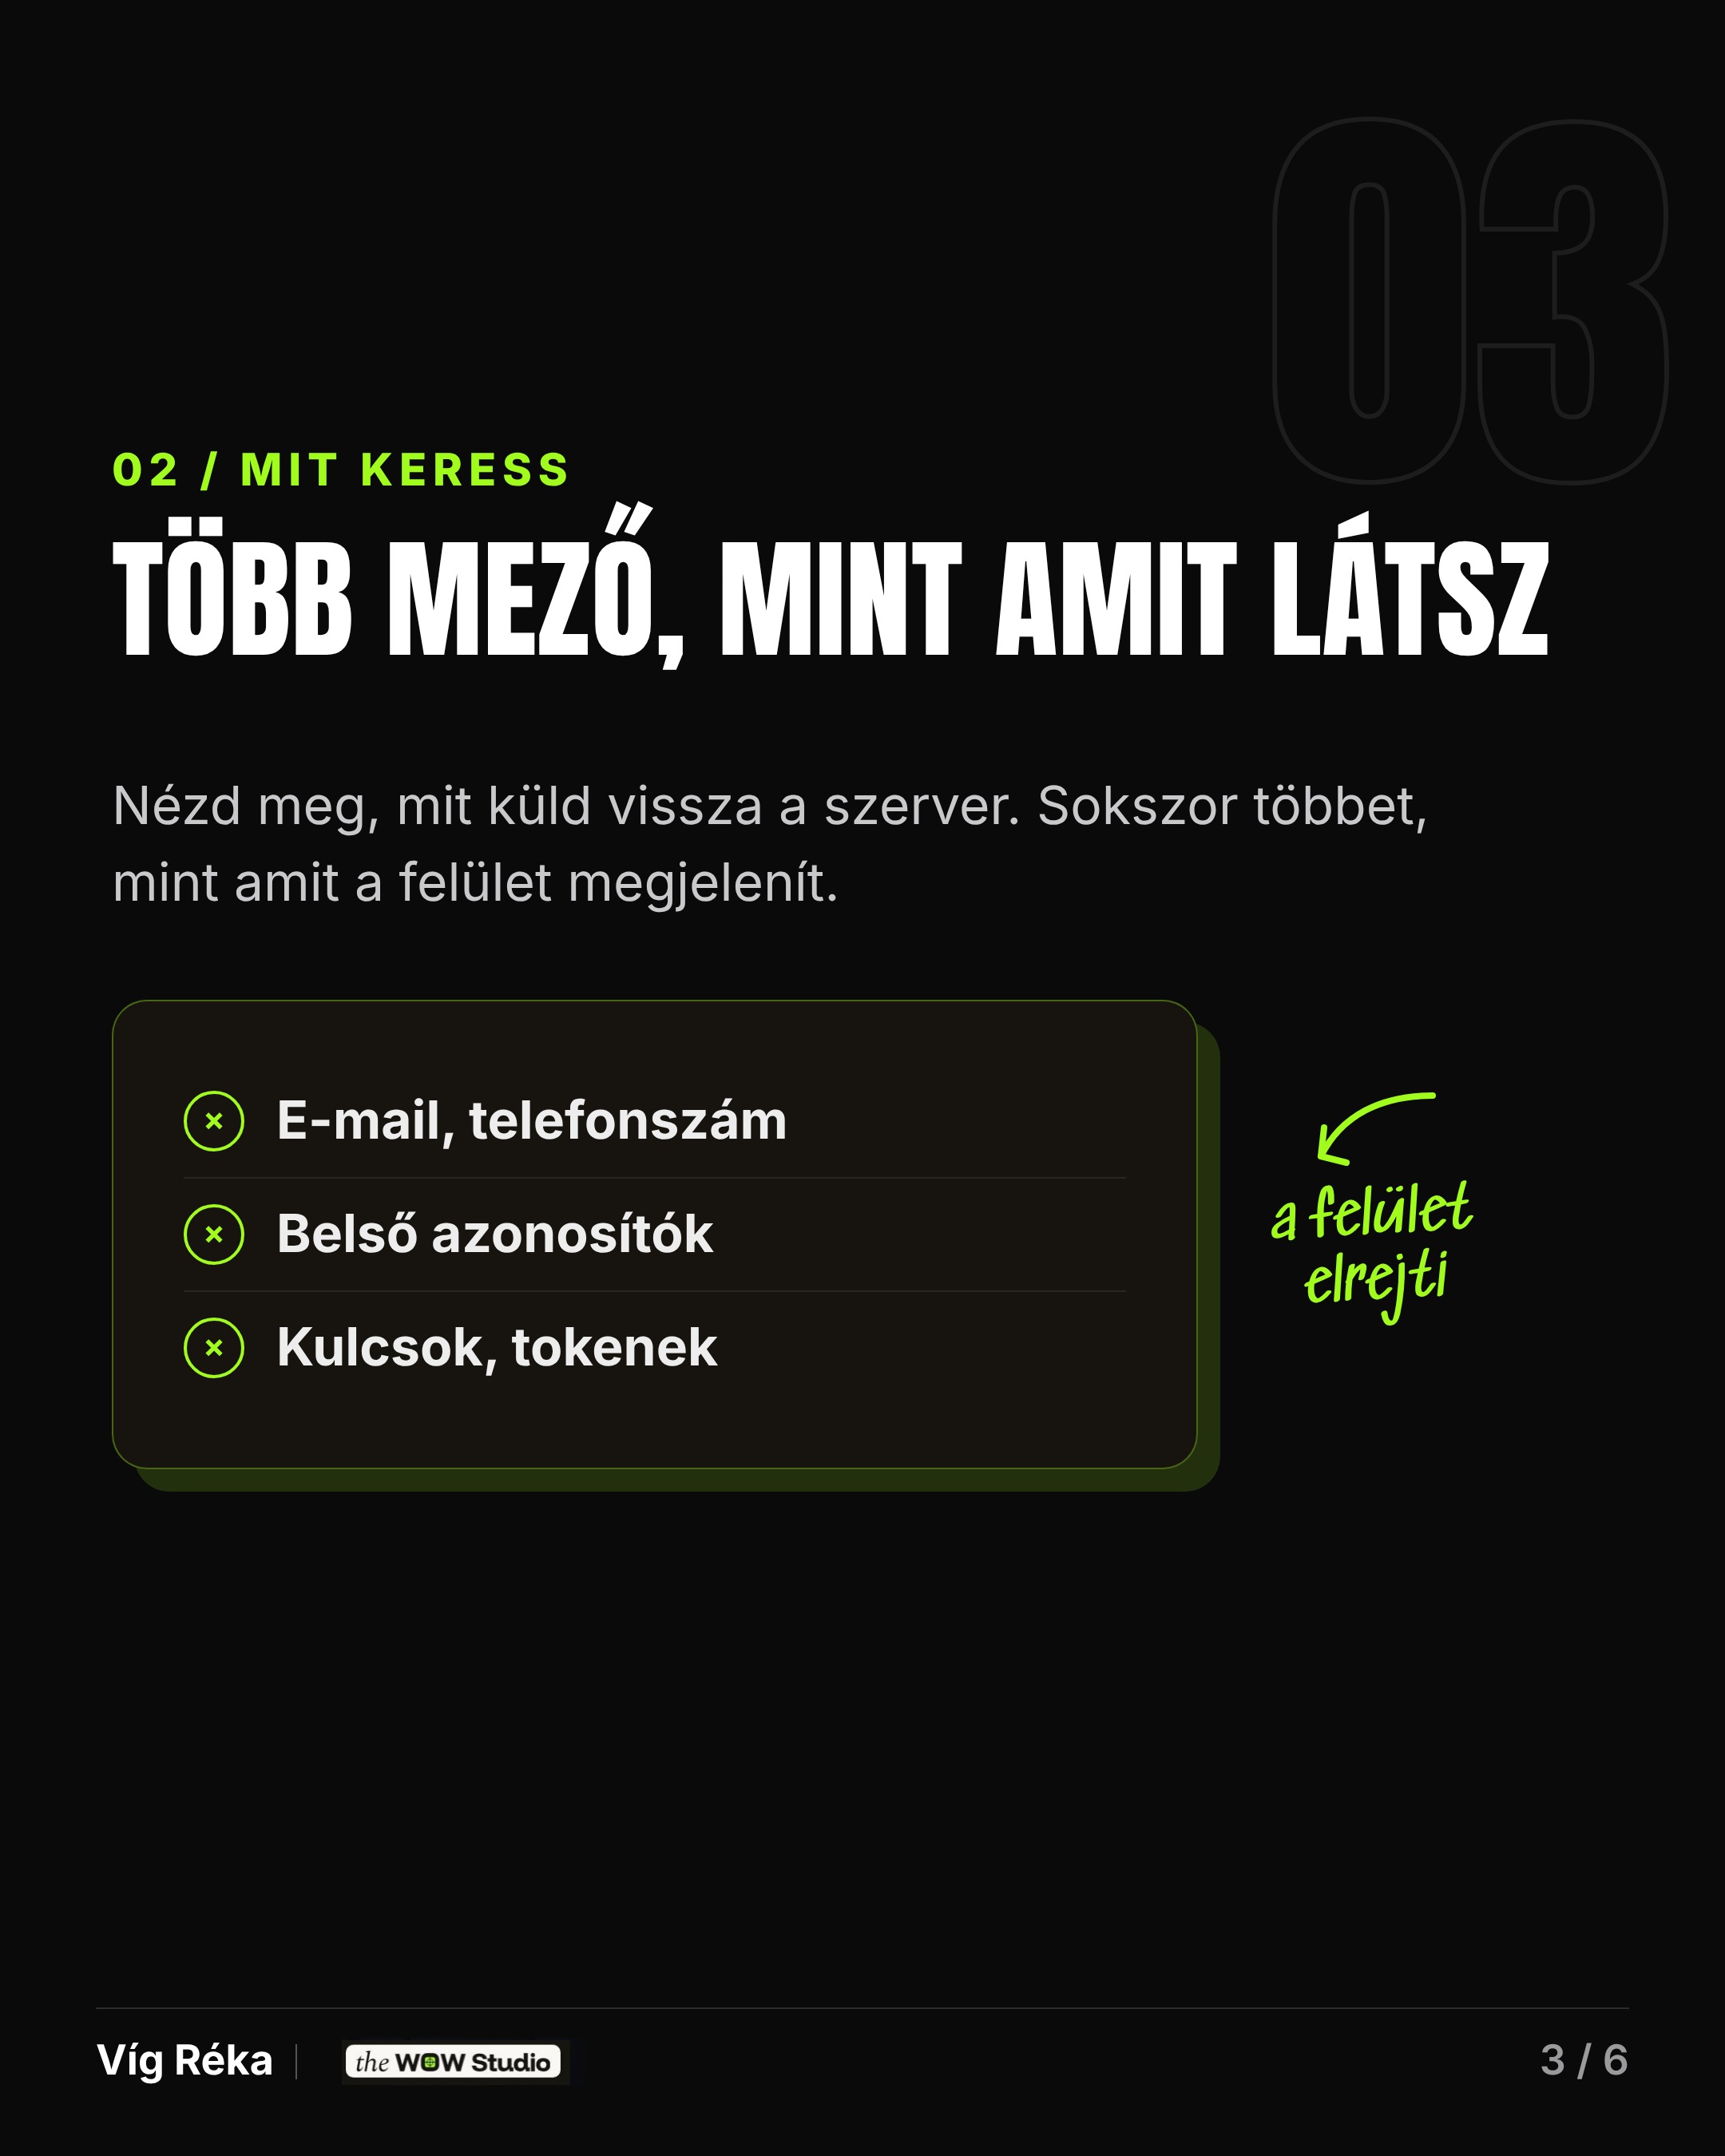 03
02 / MIT KERESS
TÖBB MEZŐ, MINT AMIT LÁTSZ
Nézd meg, mit küld vissza a szerver. Sokszor többet,
mint amit a felület megjelenít.
E-mail, telefonszám
Belső azonosítók
Kulcsok, tokenek
a felület
elrejti
Víg Réka
the WOW Studio
3 / 6